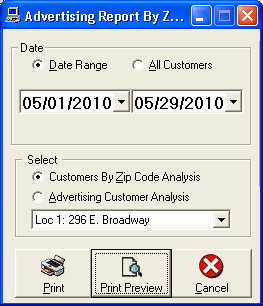 Advertising Report By Z...
Date
Date Range All Customers
05/01/2010 05/29/2010
Select
Customers By Zip Code Analysis
Advertising Customer Analysis
Loc 1: 296 E. Broadway
Print Print Preview Cancel